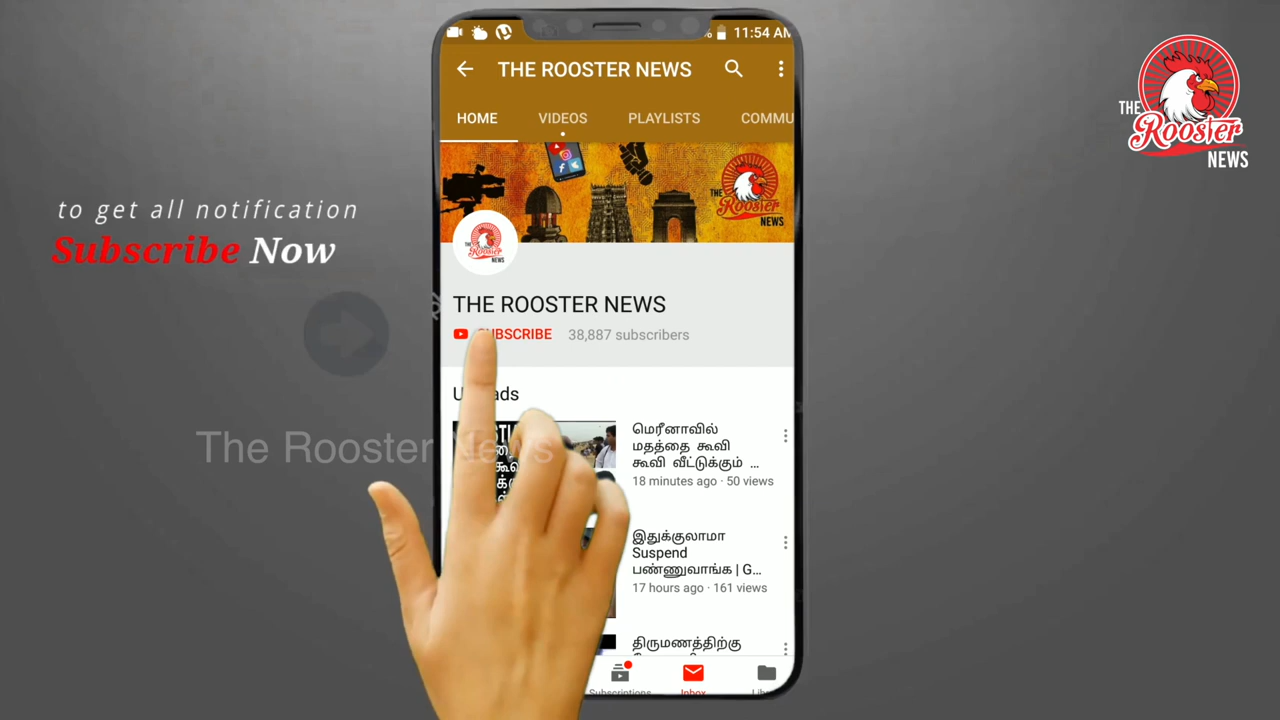 11:54 AM
THE ROOSTER NEWS
HOME VIDEOS PLAYLISTS COMMU
THE
Rooster
NEWS
THE
Rooster
NEWS
to get all notification
Subscribe Now
THE ROOSTER NEWS
SUBSCRIBE 38,887 subscribers
Uploads
The Rooster News
மெரீனாவில்
மதத்தை கூவி
கூவி வீட்டுக்கும் ...
18 minutes ago · 50 views
இதுக்குலாமா
Suspend
பண்ணுவாங்க | G...
17 hours ago · 161 views
திருமணத்திற்கு
Subscriptions Inbox